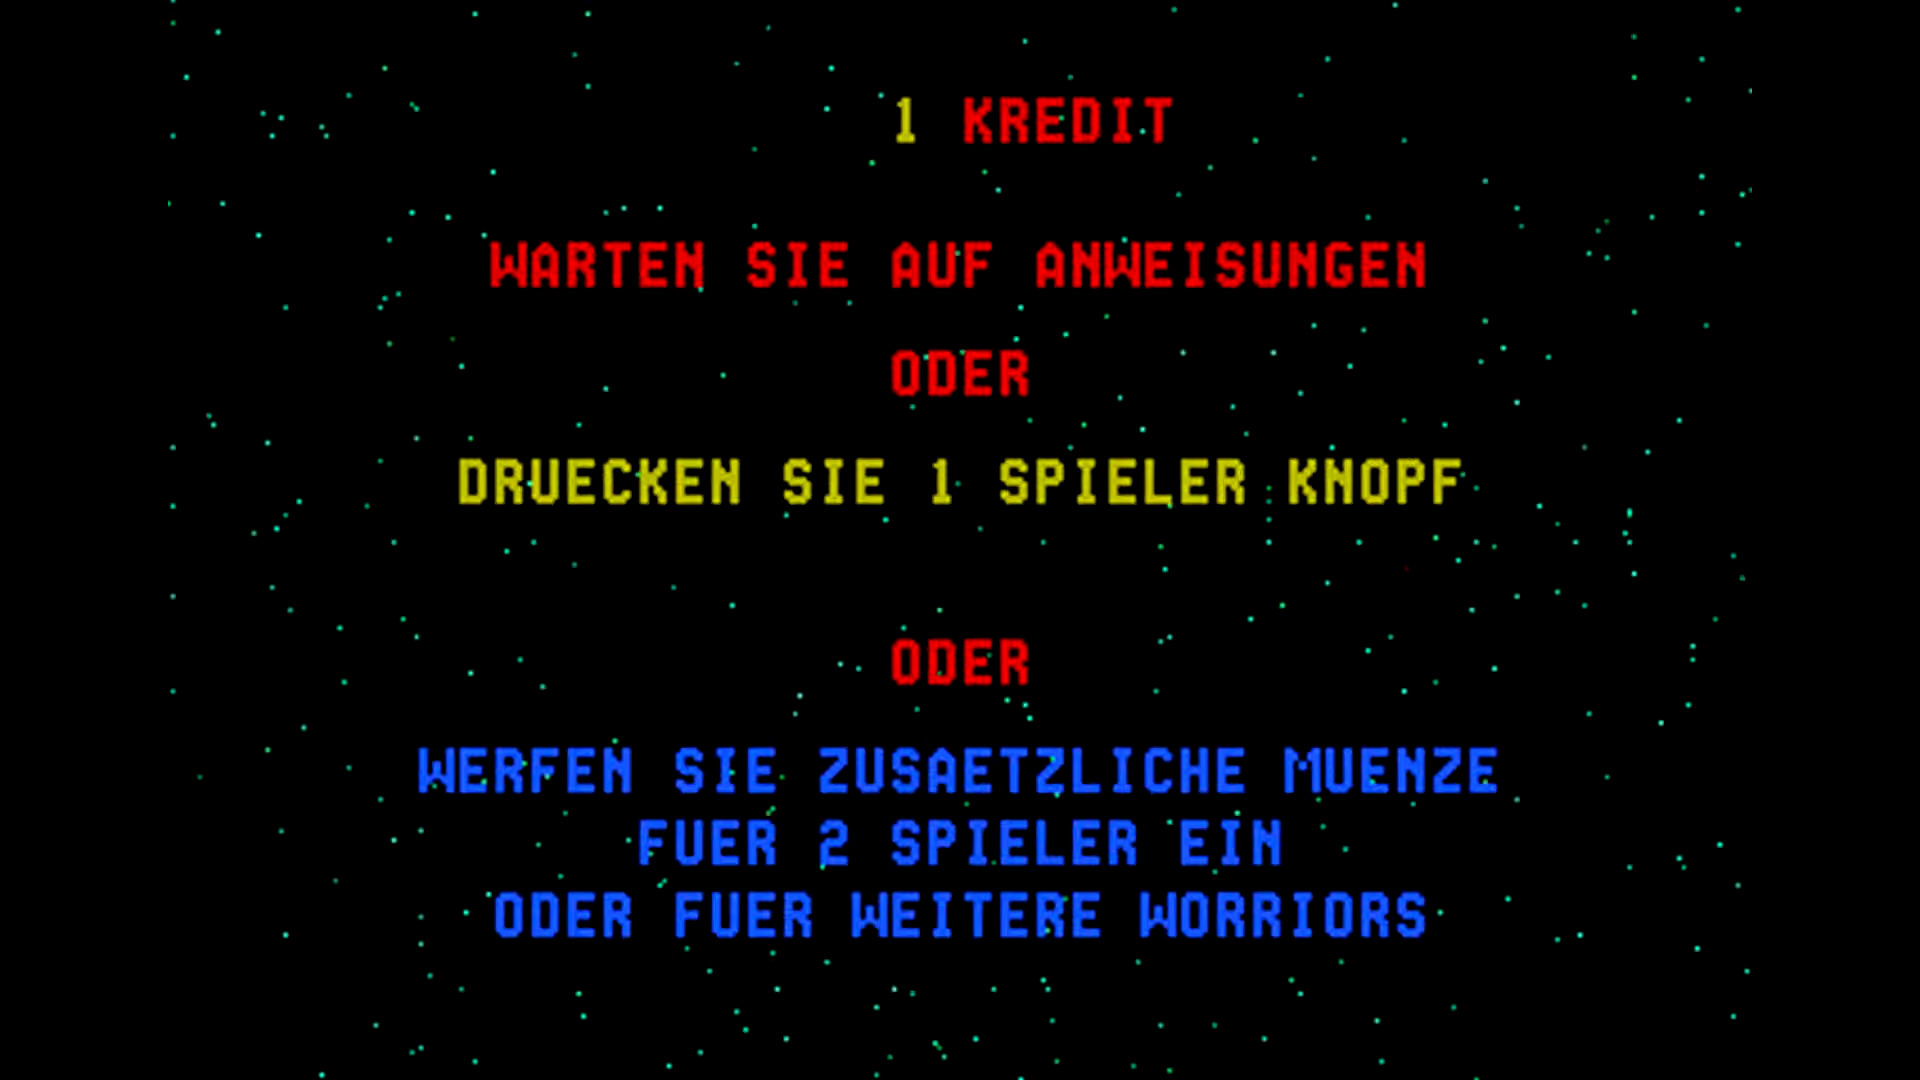 1 KREDIT
WARTEN SIE AUF ANWEISUNGEN
ODER
DRUECKEN SIE 1 SPIELER KNOPF
ODER
WERFEN SIE ZUSAETZLICHE MUENZE
FUER 2 SPIELER EIN
ODER FUER WEITERE WORRIORS